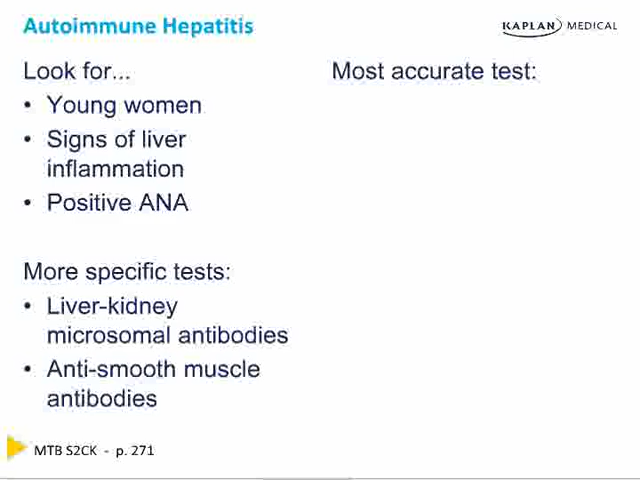 Autoimmune Hepatitis
KAPLAN MEDICAL
Look for...
• Young women
• Signs of liver
inflammation
• Positive ANA
More specific tests:
• Liver-kidney
microsomal antibodies
• Anti-smooth muscle
antibodies
Most accurate test:
MTB S2CK - p. 271